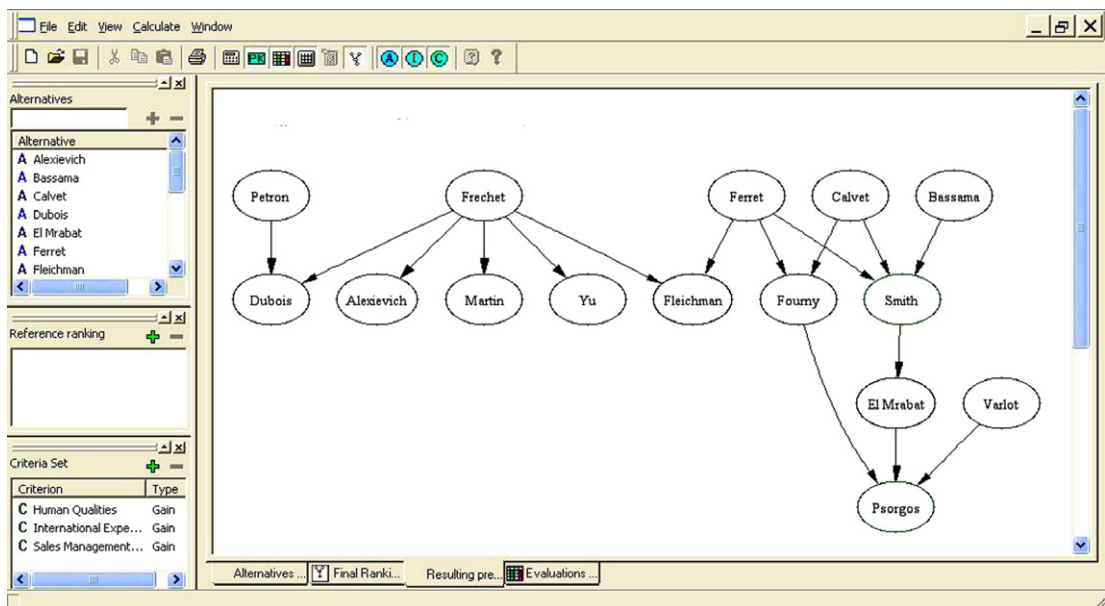 File Edit View Calculate Window
PK A I C ?
Alternatives
Alternative
A Alexievich
A Bassama
A Calvet
A Dubois
A El Mrabat
A Ferret
A Fleichman
Reference ranking
Criteria Set
Criterion Type
C Human Qualities Gain
C International Expe... Gain
C Sales Management... Gain
Petron Frechet Ferret Calvet Bassama
Dubois Alexievich Martin Yu Fleichman Fourny Smith
El Mrabat Varlot
Psorgos
Alternatives ... Final Ranki... Resulting pre... Evaluations ...